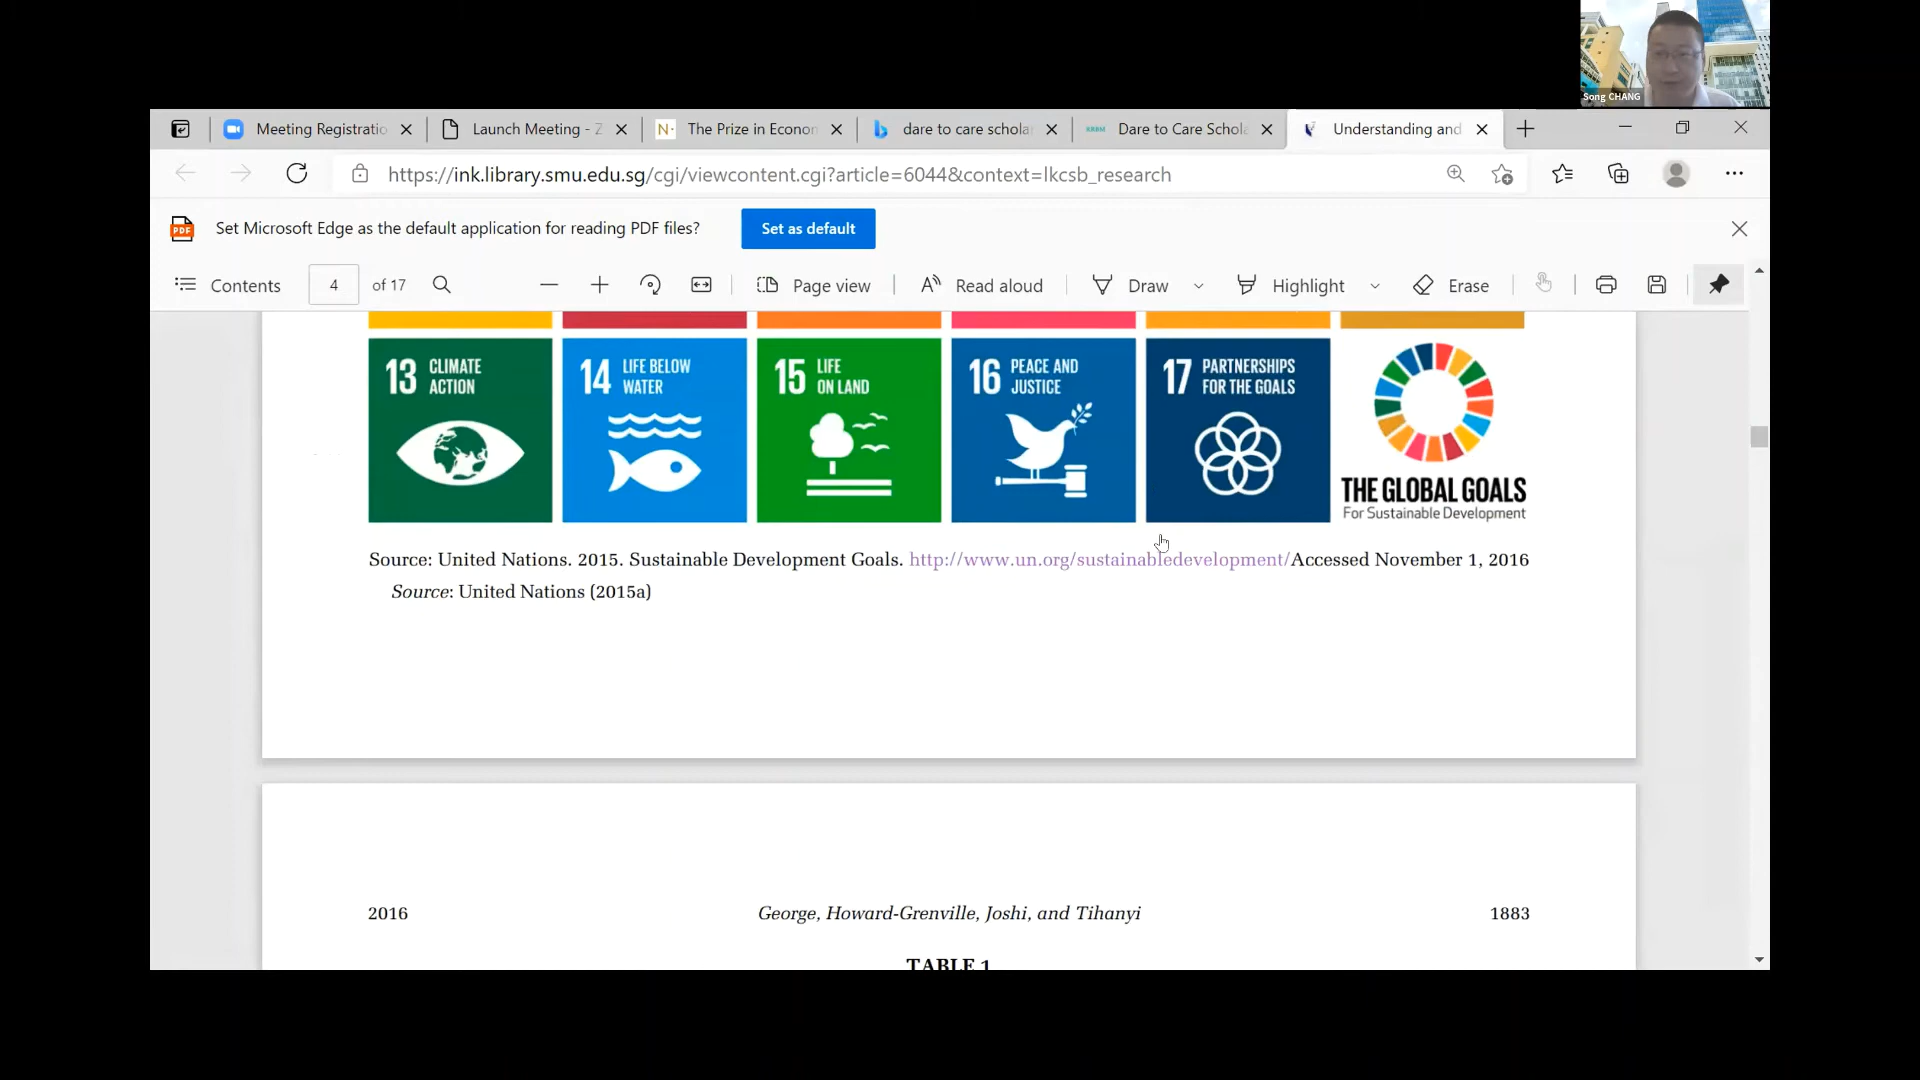 Song CHANG
Meeting Registratio
Launch Meeting - Z
N·
The Prize in Econor
dare to care schola
Dare to Care Schola
Understanding and
https://ink.library.smu.edu.sg/cgi/viewcontent.cgi?article=6044&context=lkcsb_research
PDF
Set Microsoft Edge as the default application for reading PDF files?
Set as default
Contents
4
of 17
Page view
Read aloud
Draw
Highlight
Erase
13 CLIMATE
ACTION
14 LIFE BELOW
WATER
15 LIFE
ON LAND
16 PEACE AND
JUSTICE
17 PARTNERSHIPS
FOR THE GOALS
THE GLOBAL GOALS
For Sustainable Development
Source: United Nations. 2015. Sustainable Development Goals. http://www.un.org/sustainabledevelopment/Accessed November 1, 2016
Source: United Nations (2015a)
2016
George, Howard-Grenville, Joshi, and Tihanyi
1883
TABLE 1